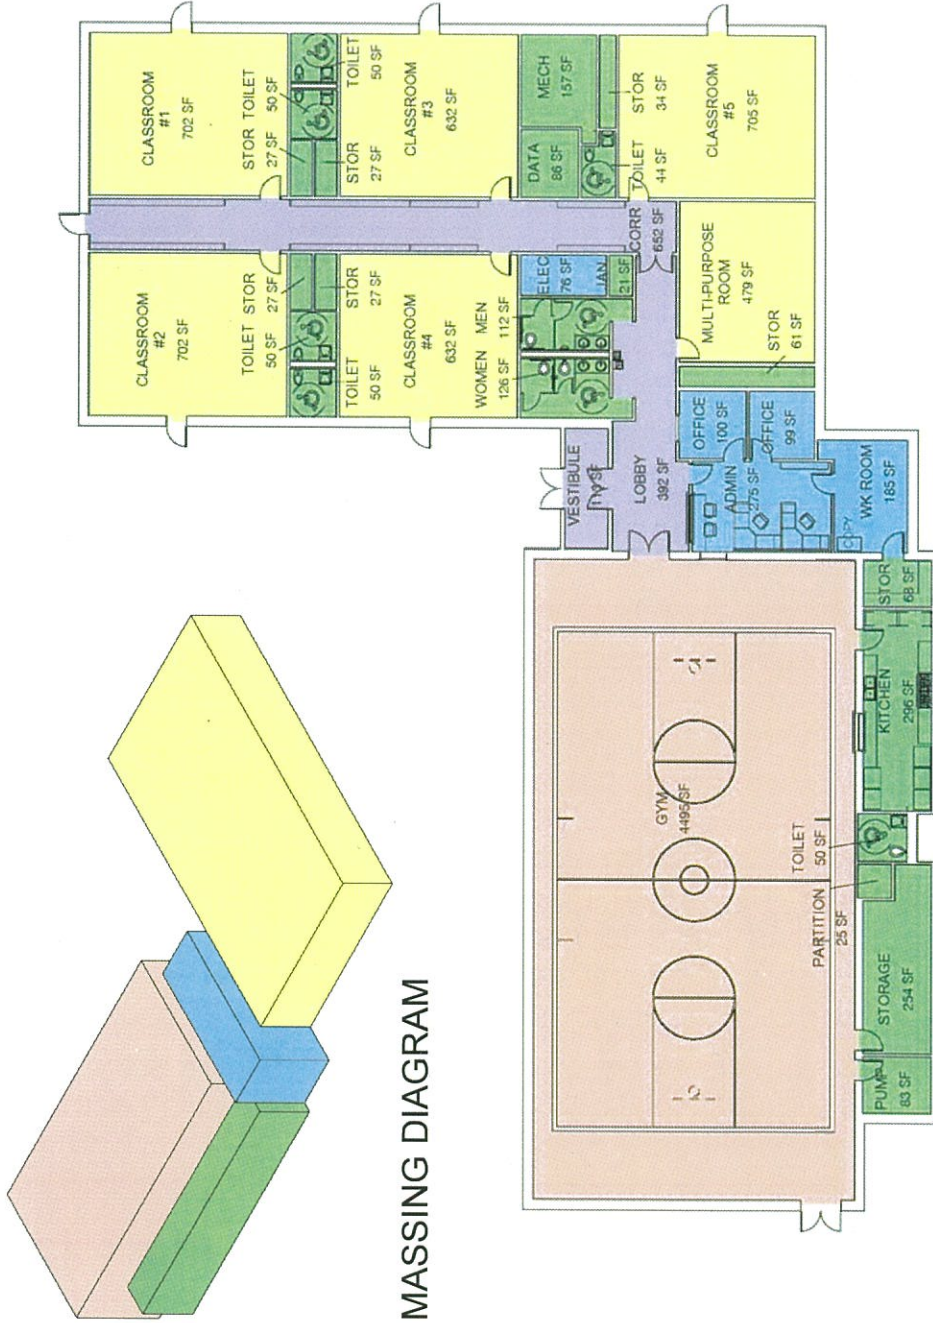 CLASSROOM
#1
702 SF
STOR
27 SF
TOILET
50 SF
TOILET
50 SF
STOR
27 SF
CLASSROOM
#3
632 SF
MECH
157 SF
DATA
86 SF
STOR
34 SF
TOILET
44 SF
CLASSROOM
#5
705 SF
CLASSROOM
#2
702 SF
TOILET
50 SF
STOR
27 SF
STOR
27 SF
TOILET
50 SF
CLASSROOM
#4
632 SF
WOMEN
126 SF
MEN
112 SF
ELEC
76 SF
JAN
21 SF
CORR
652 SF
MULTI-PURPOSE
ROOM
479 SF
STOR
61 SF
VESTIBULE
LOBBY
392 SF
OFFICE
100 SF
OFFICE
99 SF
ADMIN
275 SF
WK ROOM
185 SF
COPY
MASSING DIAGRAM
GYM
4495 SF
PARTITION
25 SF
TOILET
50 SF
STOR
68 SF
KITCHEN
296 SF
STORAGE
254 SF
PUMP
83 SF